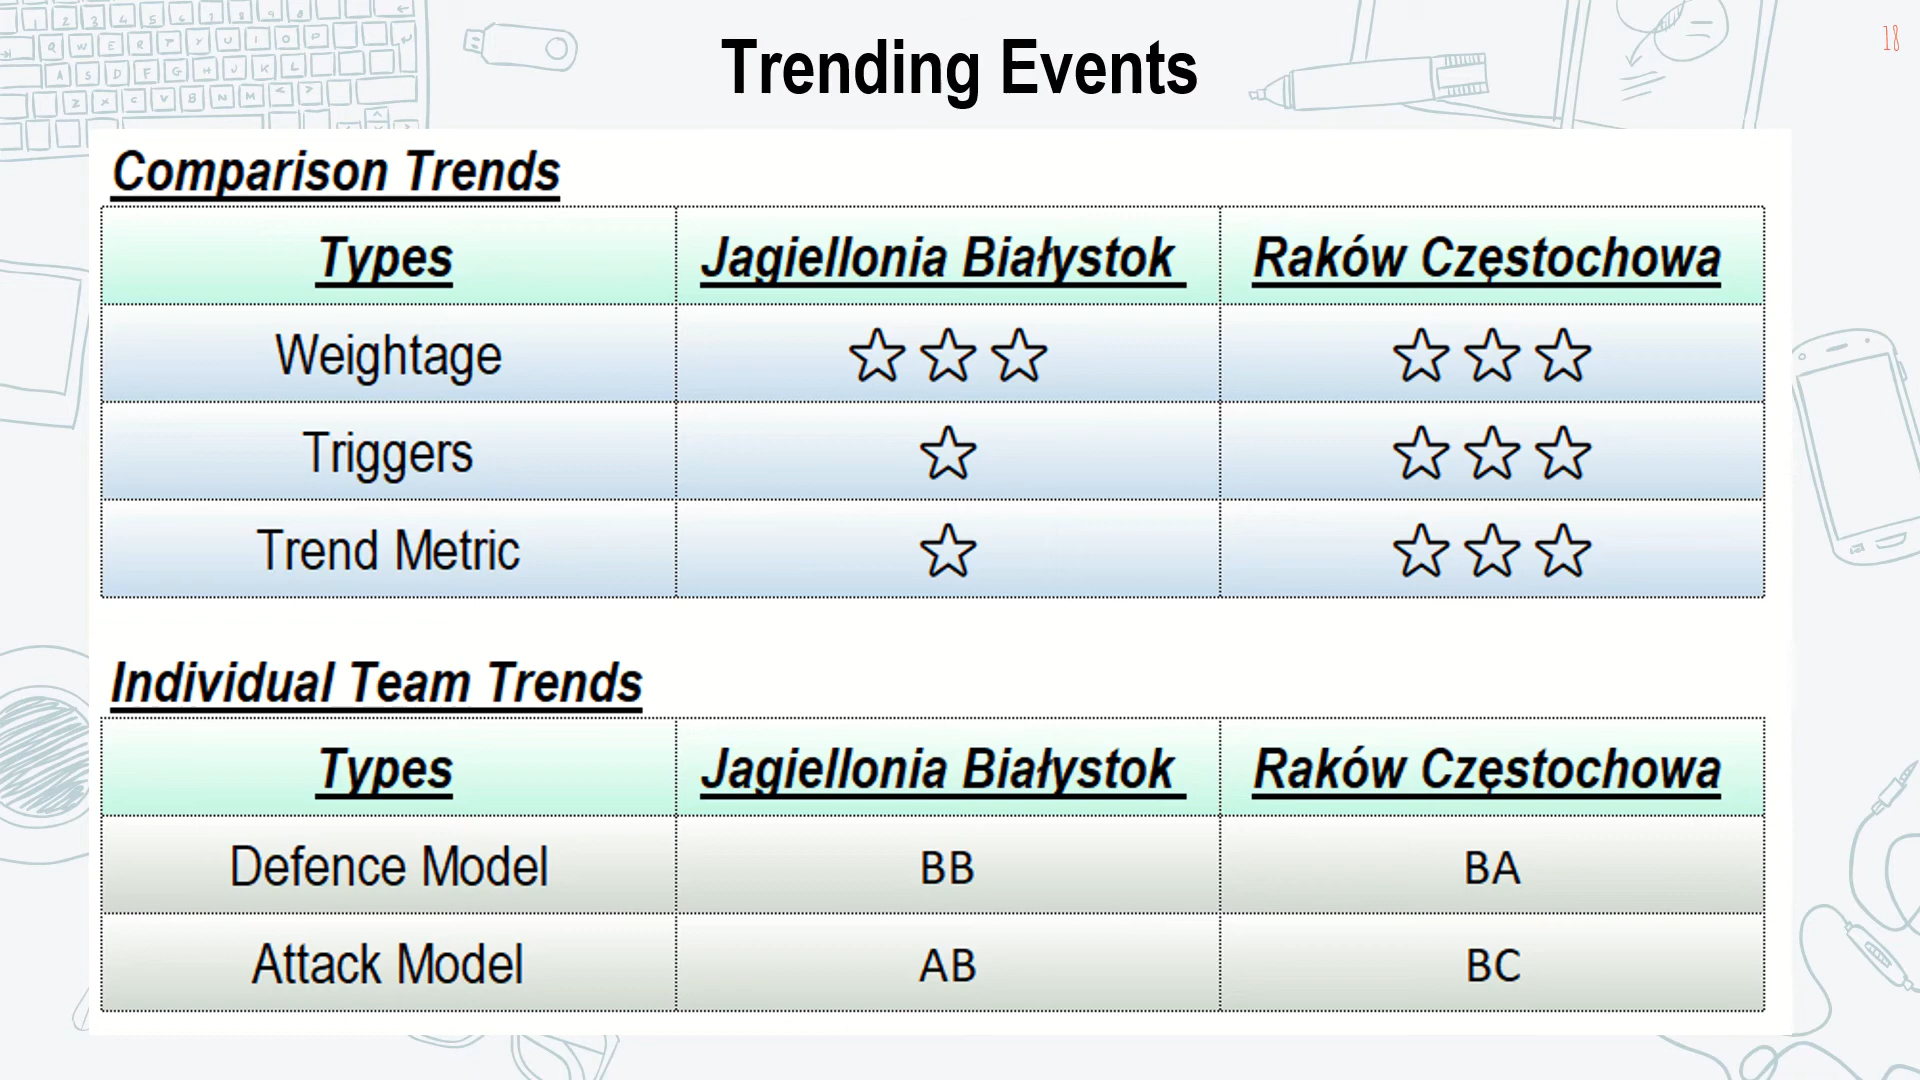 18
Trending Events
Comparison Trends
Types Jagiellonia Białystok Raków Częstochowa
Weightage ☆☆☆ ☆☆☆
Triggers ☆ ☆☆☆
Trend Metric ☆ ☆☆☆
Individual Team Trends
Types Jagiellonia Białystok Raków Częstochowa
Defence Model BB BA
Attack Model AB BC